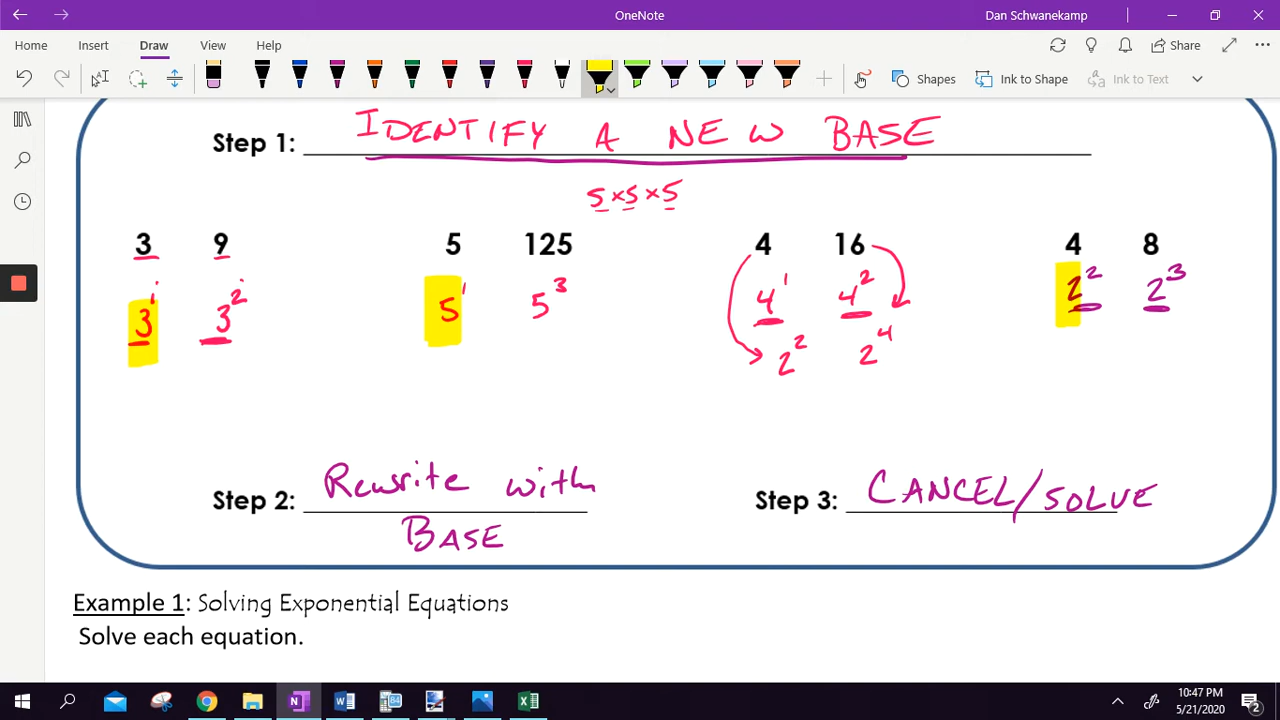 OneNote
Dan Schwanekamp
Home Insert Draw View Help
Share
Shapes
Ink to Shape
Ink to Text
Step 1: IDENTIFY A NEW BASE
5 × 5 × 5
3 9 5 125 4 16 4 8
3¹ 3² 5¹ 5³ 4¹ 4² 2² 2³
2² 2⁴
Step 2: Rewrite with
BASE
Step 3: CANCEL/SOLVE
Example 1: Solving Exponential Equations
Solve each equation.
10:47 PM
5/21/2020
2